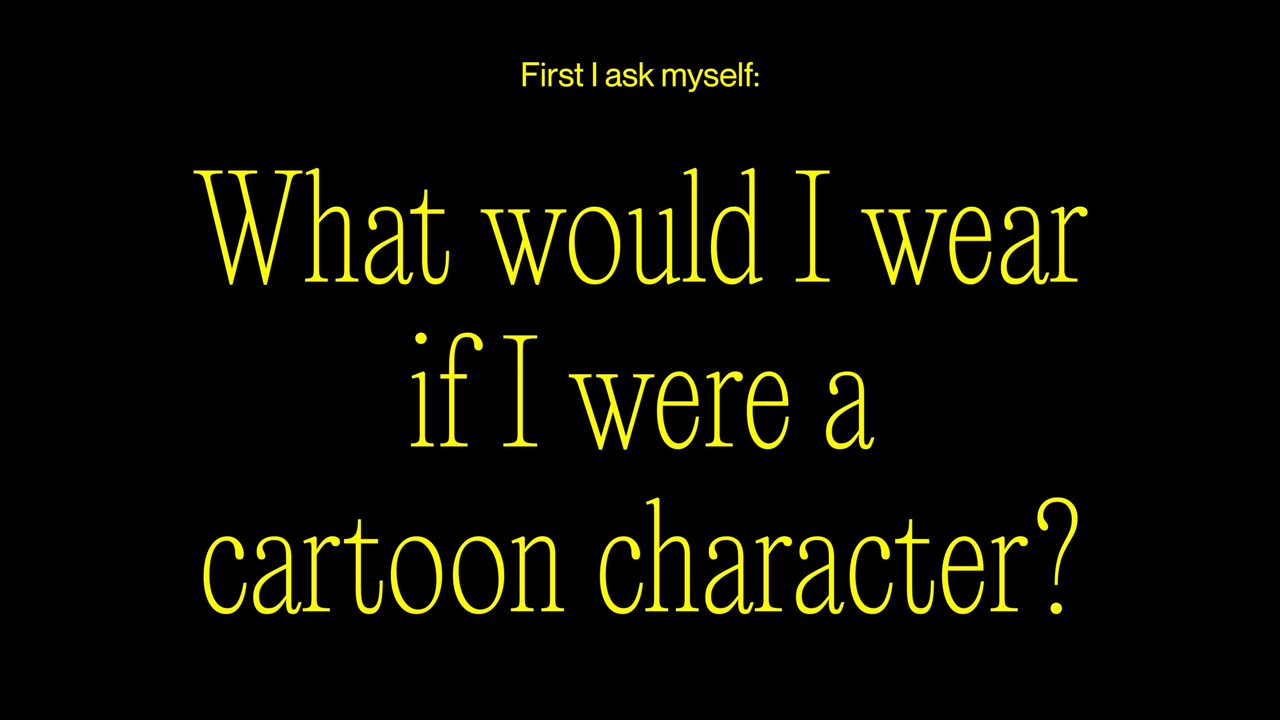 First I ask myself:
What would I wear
if I were a
cartoon character?